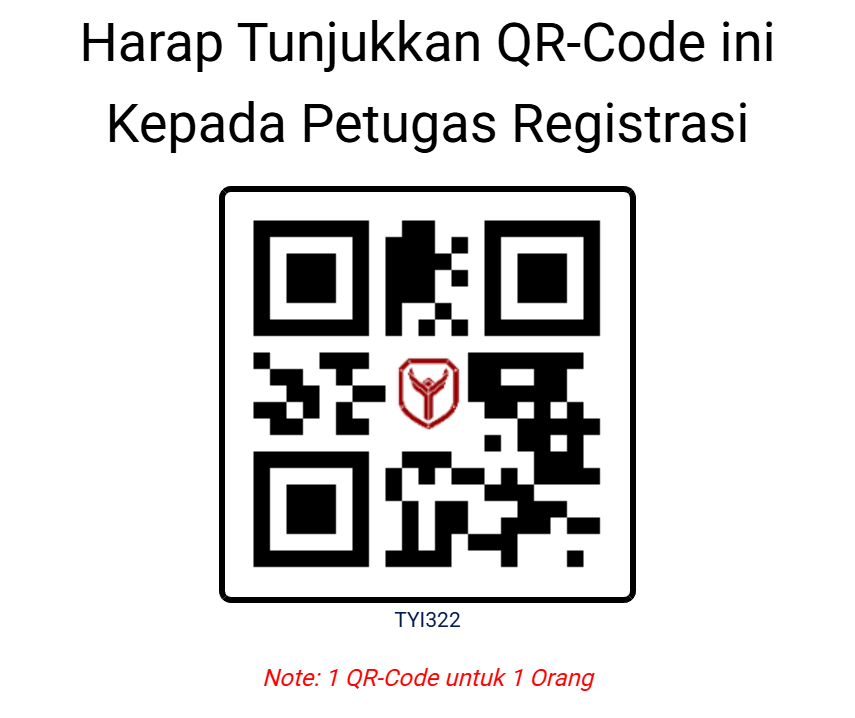 Harap Tunjukkan QR-Code ini
Kepada Petugas Registrasi
TYI322
Note: 1 QR-Code untuk 1 Orang